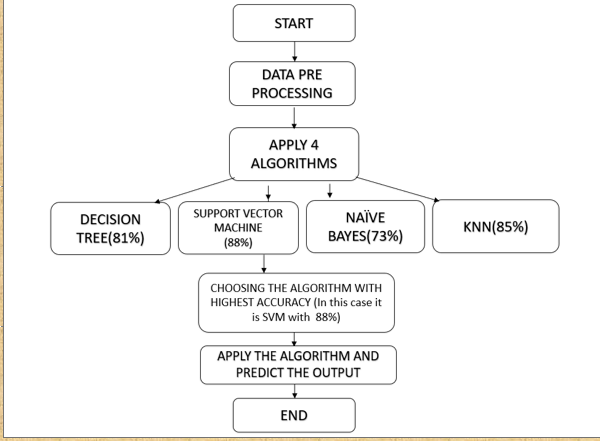 START
DATA PRE
PROCESSING
APPLY 4
ALGORITHMS
DECISION
TREE(81%)
SUPPORT VECTOR
MACHINE
(88%)
NAÏVE
BAYES(73%)
KNN(85%)
CHOOSING THE ALGORITHM WITH
HIGHEST ACCURACY (In this case it
is SVM with 88%)
APPLY THE ALGORITHM AND
PREDICT THE OUTPUT
END